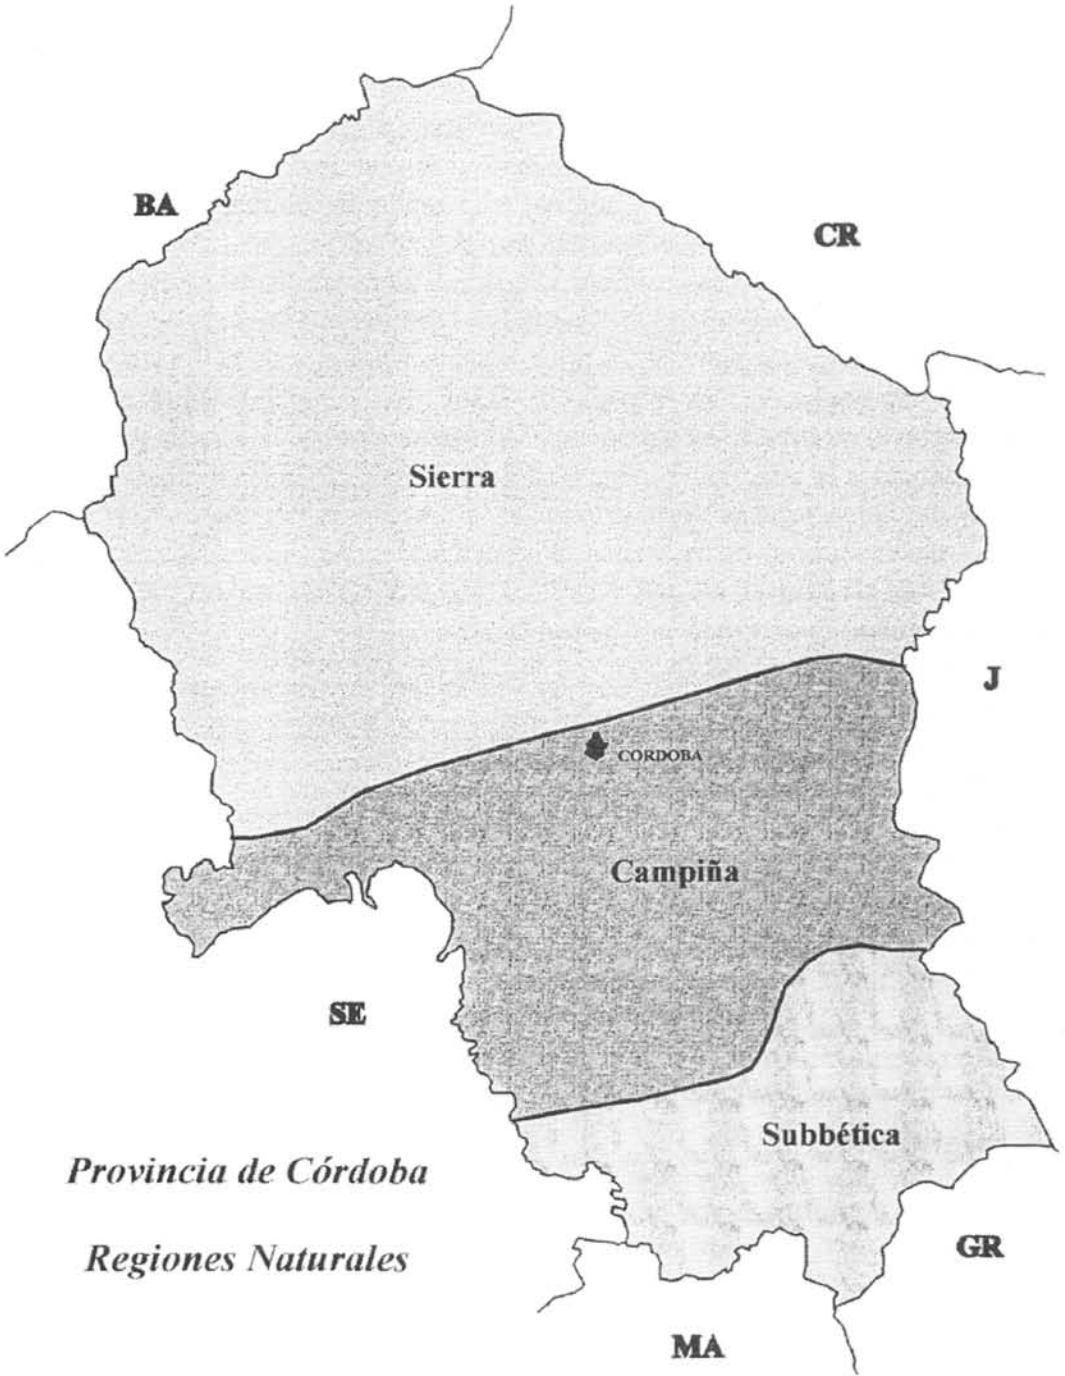 BA
CR
Sierra
J
CORDOBA
Campiña
SE
Subbética
Provincia de Córdoba
Regiones Naturales
GR
MA